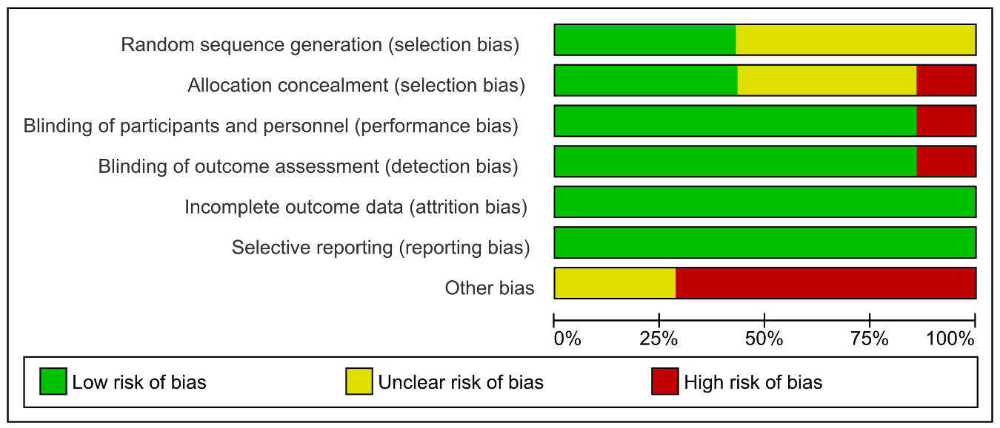 Random sequence generation (selection bias)
Allocation concealment (selection bias)
Blinding of participants and personnel (performance bias)
Blinding of outcome assessment (detection bias)
Incomplete outcome data (attrition bias)
Selective reporting (reporting bias)
Other bias
0% 25% 50% 75% 100%
Low risk of bias Unclear risk of bias High risk of bias